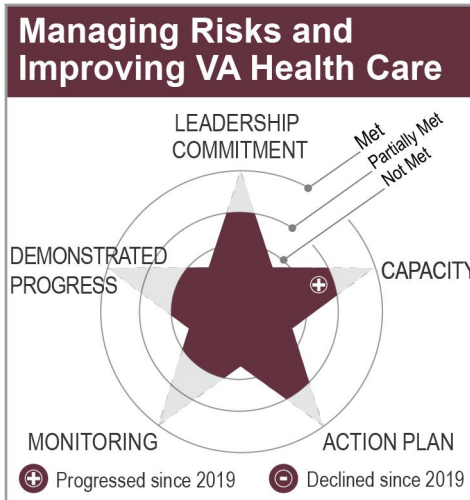 Managing Risks and
Improving VA Health Care
LEADERSHIP
COMMITMENT
Met
Partially Met
Not Met
DEMONSTRATED
PROGRESS
CAPACITY
MONITORING
ACTION PLAN
Progressed since 2019
Declined since 2019